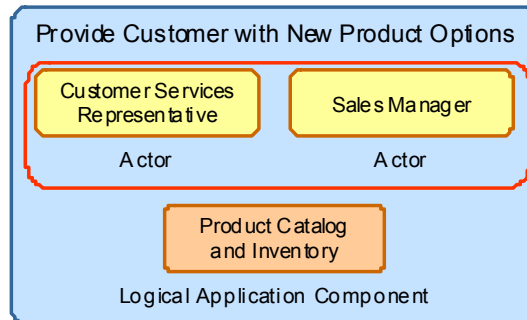 Provide Customer with New Product Options
Customer Services
Representative
Sales Manager
Actor
Actor
Product Catalog
and Inventory
Logical Application Component